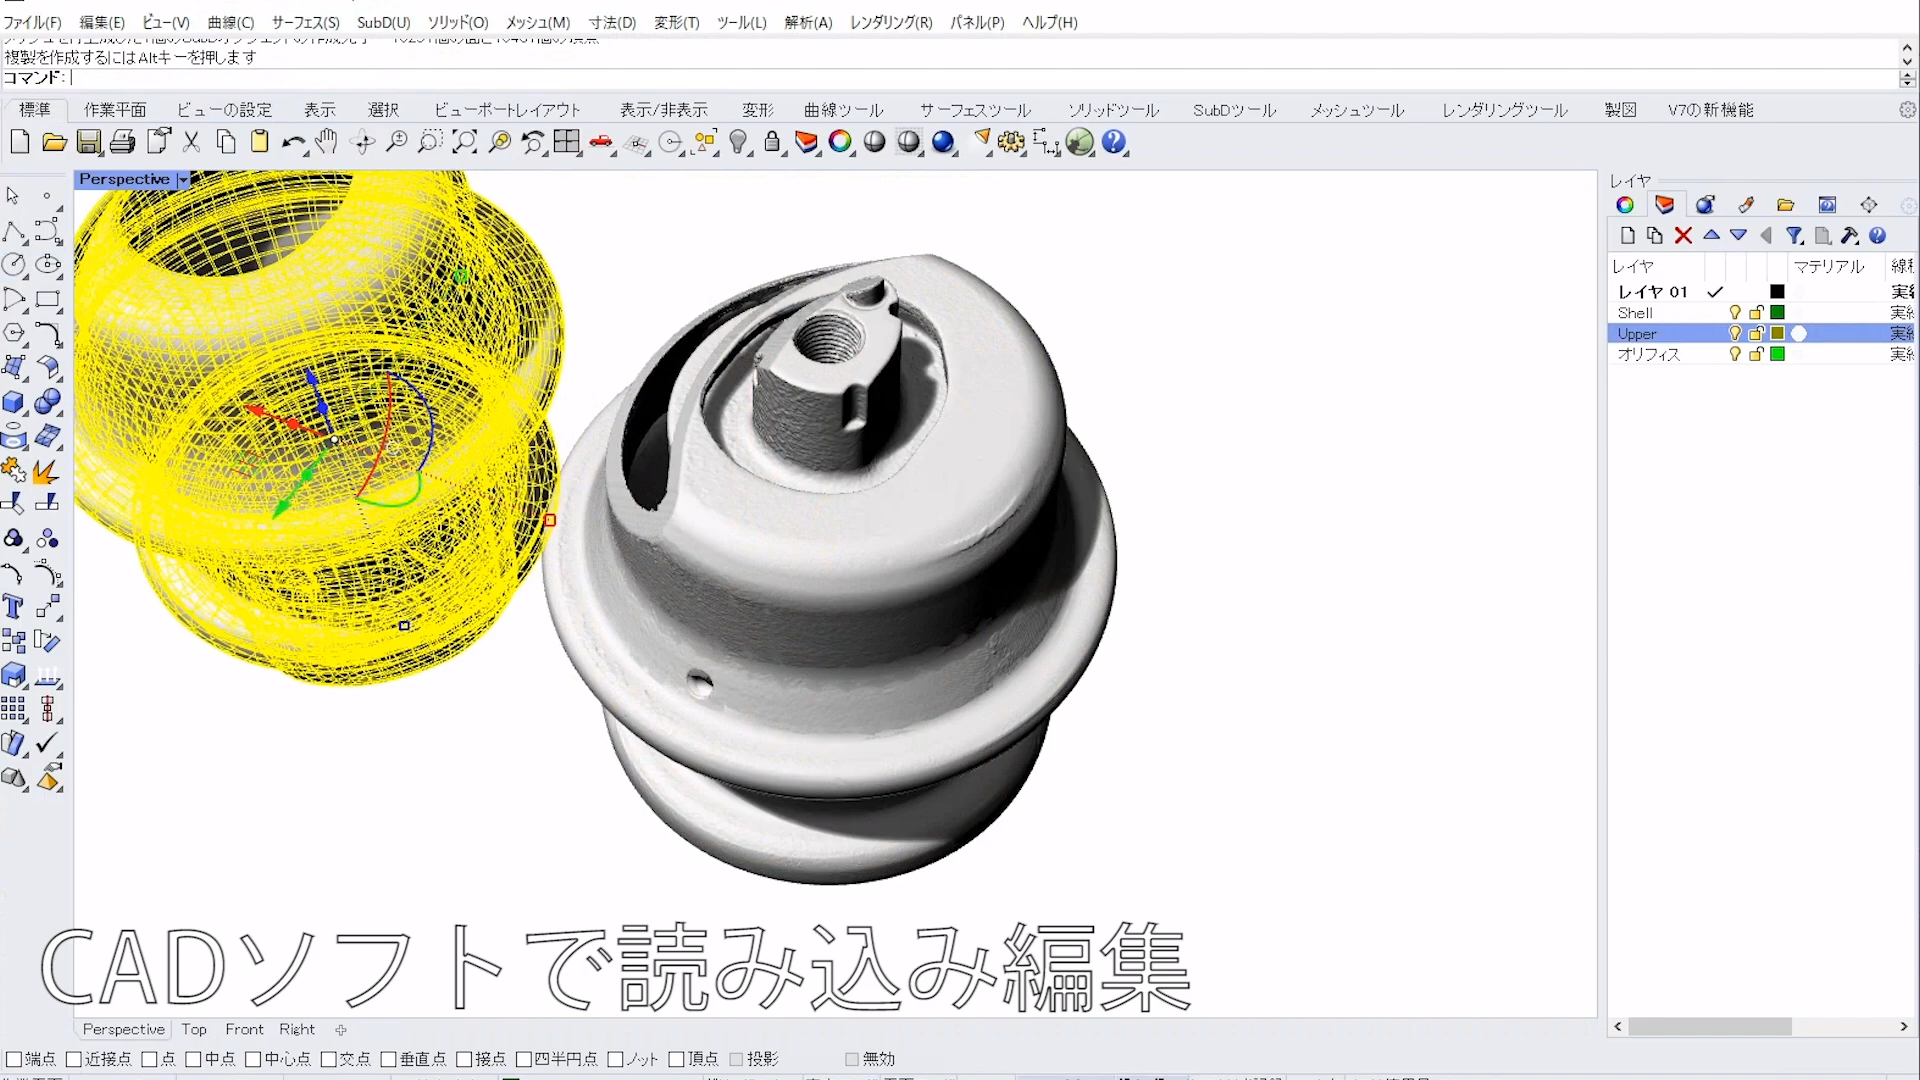 ファイル(F) 編集(E) ビュー(V) 曲線(C) サーフェス(S) SubD(U) ソリッド(O) メッシュ(M) 寸法(D) 変形(T) ツール(L) 解析(A) レンダリング(R) パネル(P) ヘルプ(H)
複製を作成するにはAltキーを押します
コマンド:
標準 作業平面 ビューの設定 表示 選択 ビューポートレイアウト 表示/非表示 変形 曲線ツール サーフェスツール ソリッドツール SubDツール メッシュツール レンダリングツール 製図 V7の新機能
Perspective
レイヤ
レイヤ マテリアル
レイヤ 01
Shell
Upper
オリフィス
CADソフトで読み込み編集
Perspective Top Front Right
端点 近接点 点 中点 中心点 交点 垂直点 接点 四半円点 ノット 頂点 投影 無効